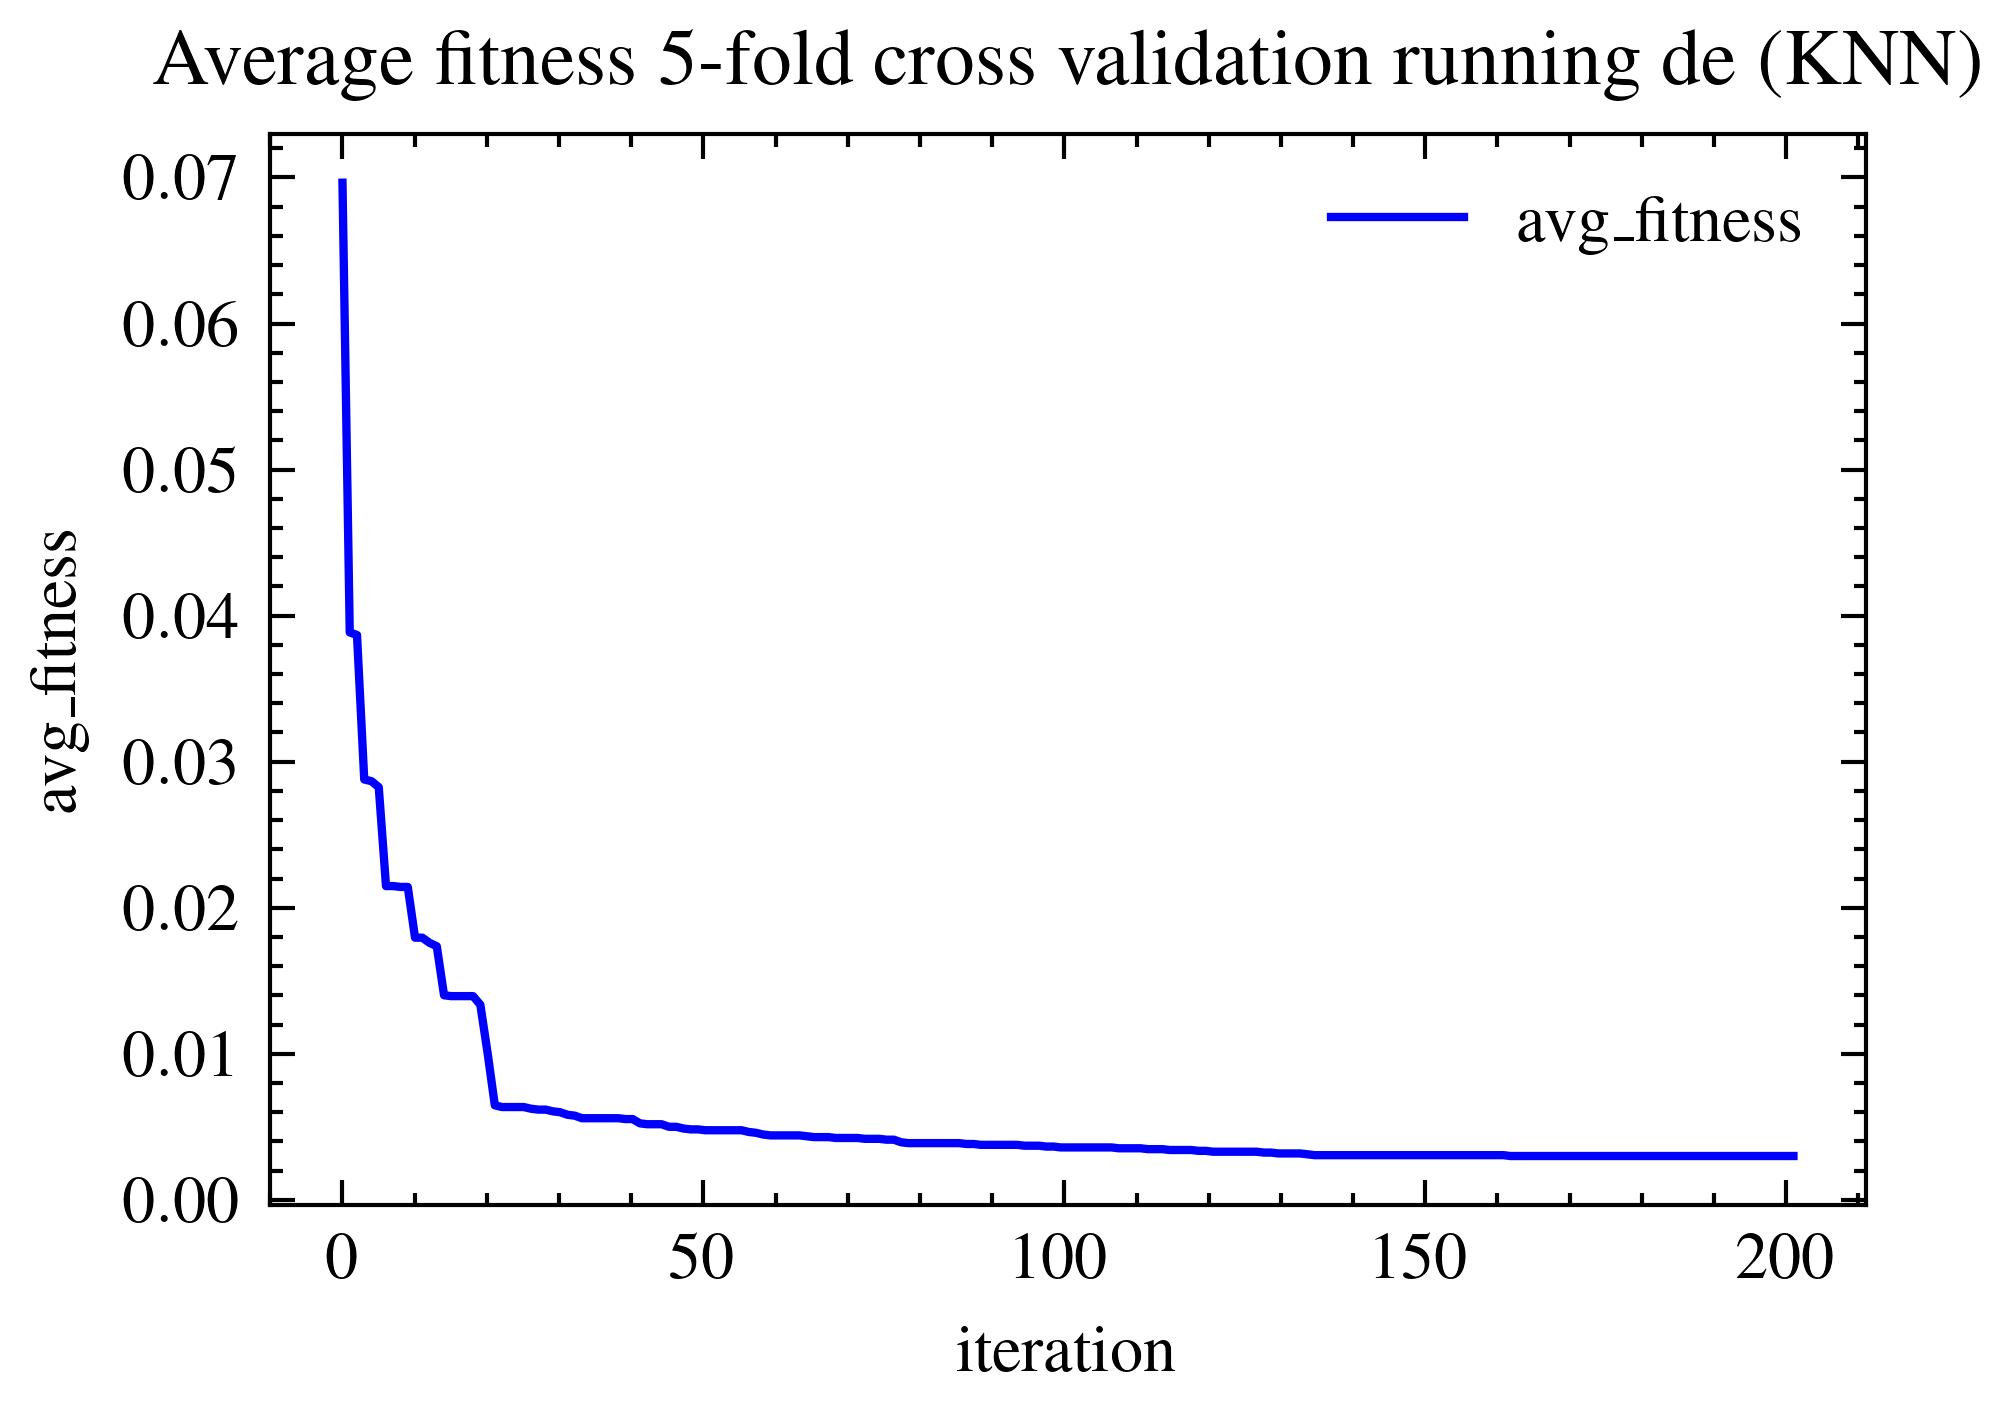 Average fitness 5-fold cross validation running de (KNN)
avg_fitness
0.07
0.06
0.05
0.04
0.03
0.02
0.01
0.00
avg_fitness
0 50 100 150 200
iteration